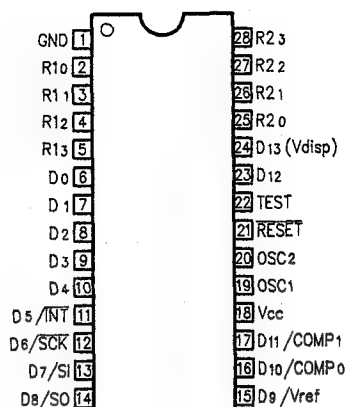 GND 1 28 R23
R10 2 27 R22
R11 3 26 R21
R12 4 25 R20
R13 5 24 D13 (Vdisp)
D0 6 23 D12
D1 7 22 TEST
D2 8 21 RESET
D3 9 20 OSC2
D4 10 19 OSC1
D5/INT 11 18 Vcc
D6/SCK 12 17 D11/COMP1
D7/SI 13 16 D10/COMP0
D8/SO 14 15 D9/Vref